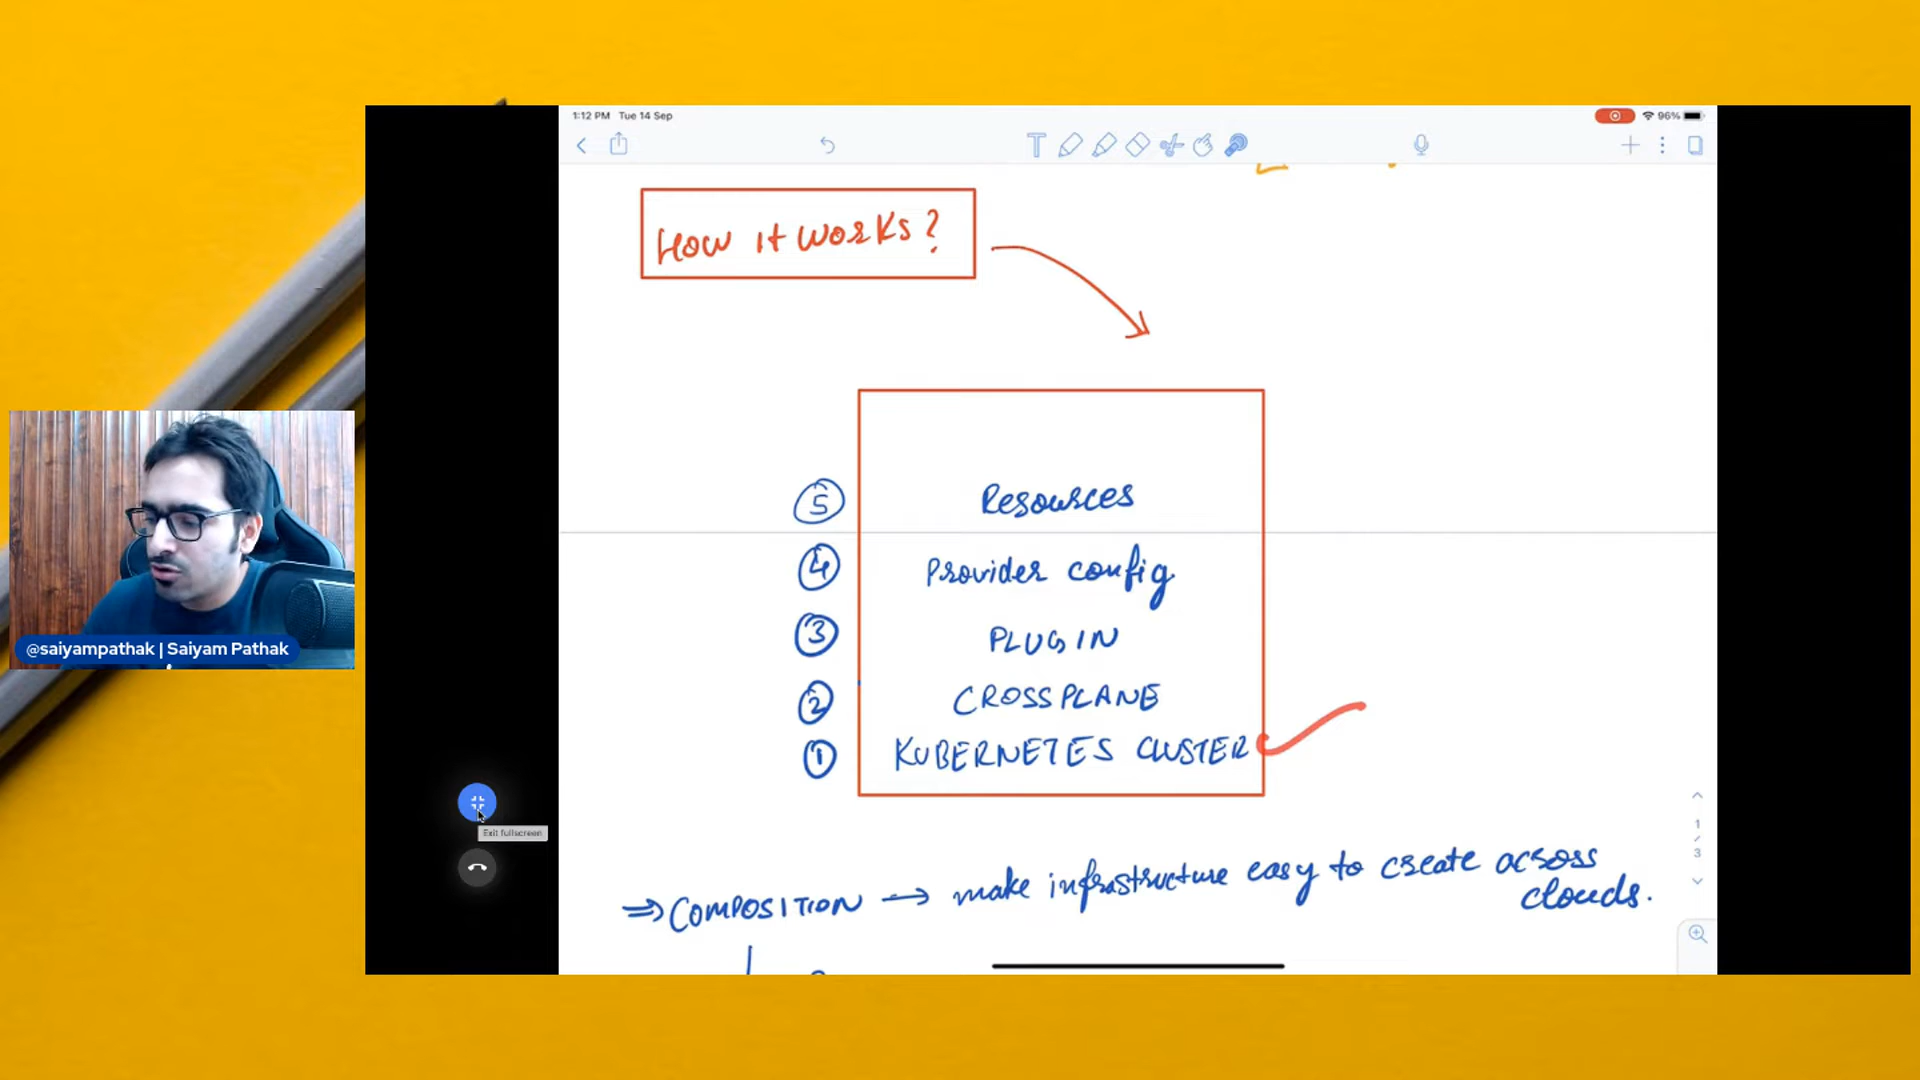 1:12 PM Tue 14 Sep
96%
How it works?
5 Resources
4 Provider config
3 PLUGIN
2 CROSSPLANE
1 KUBERNETES CLUSTER
⇒ COMPOSITION → make infrastructure easy to create across
clouds.
@saiyampathak | Saiyam Pathak
Exit fullscreen
1
/
3